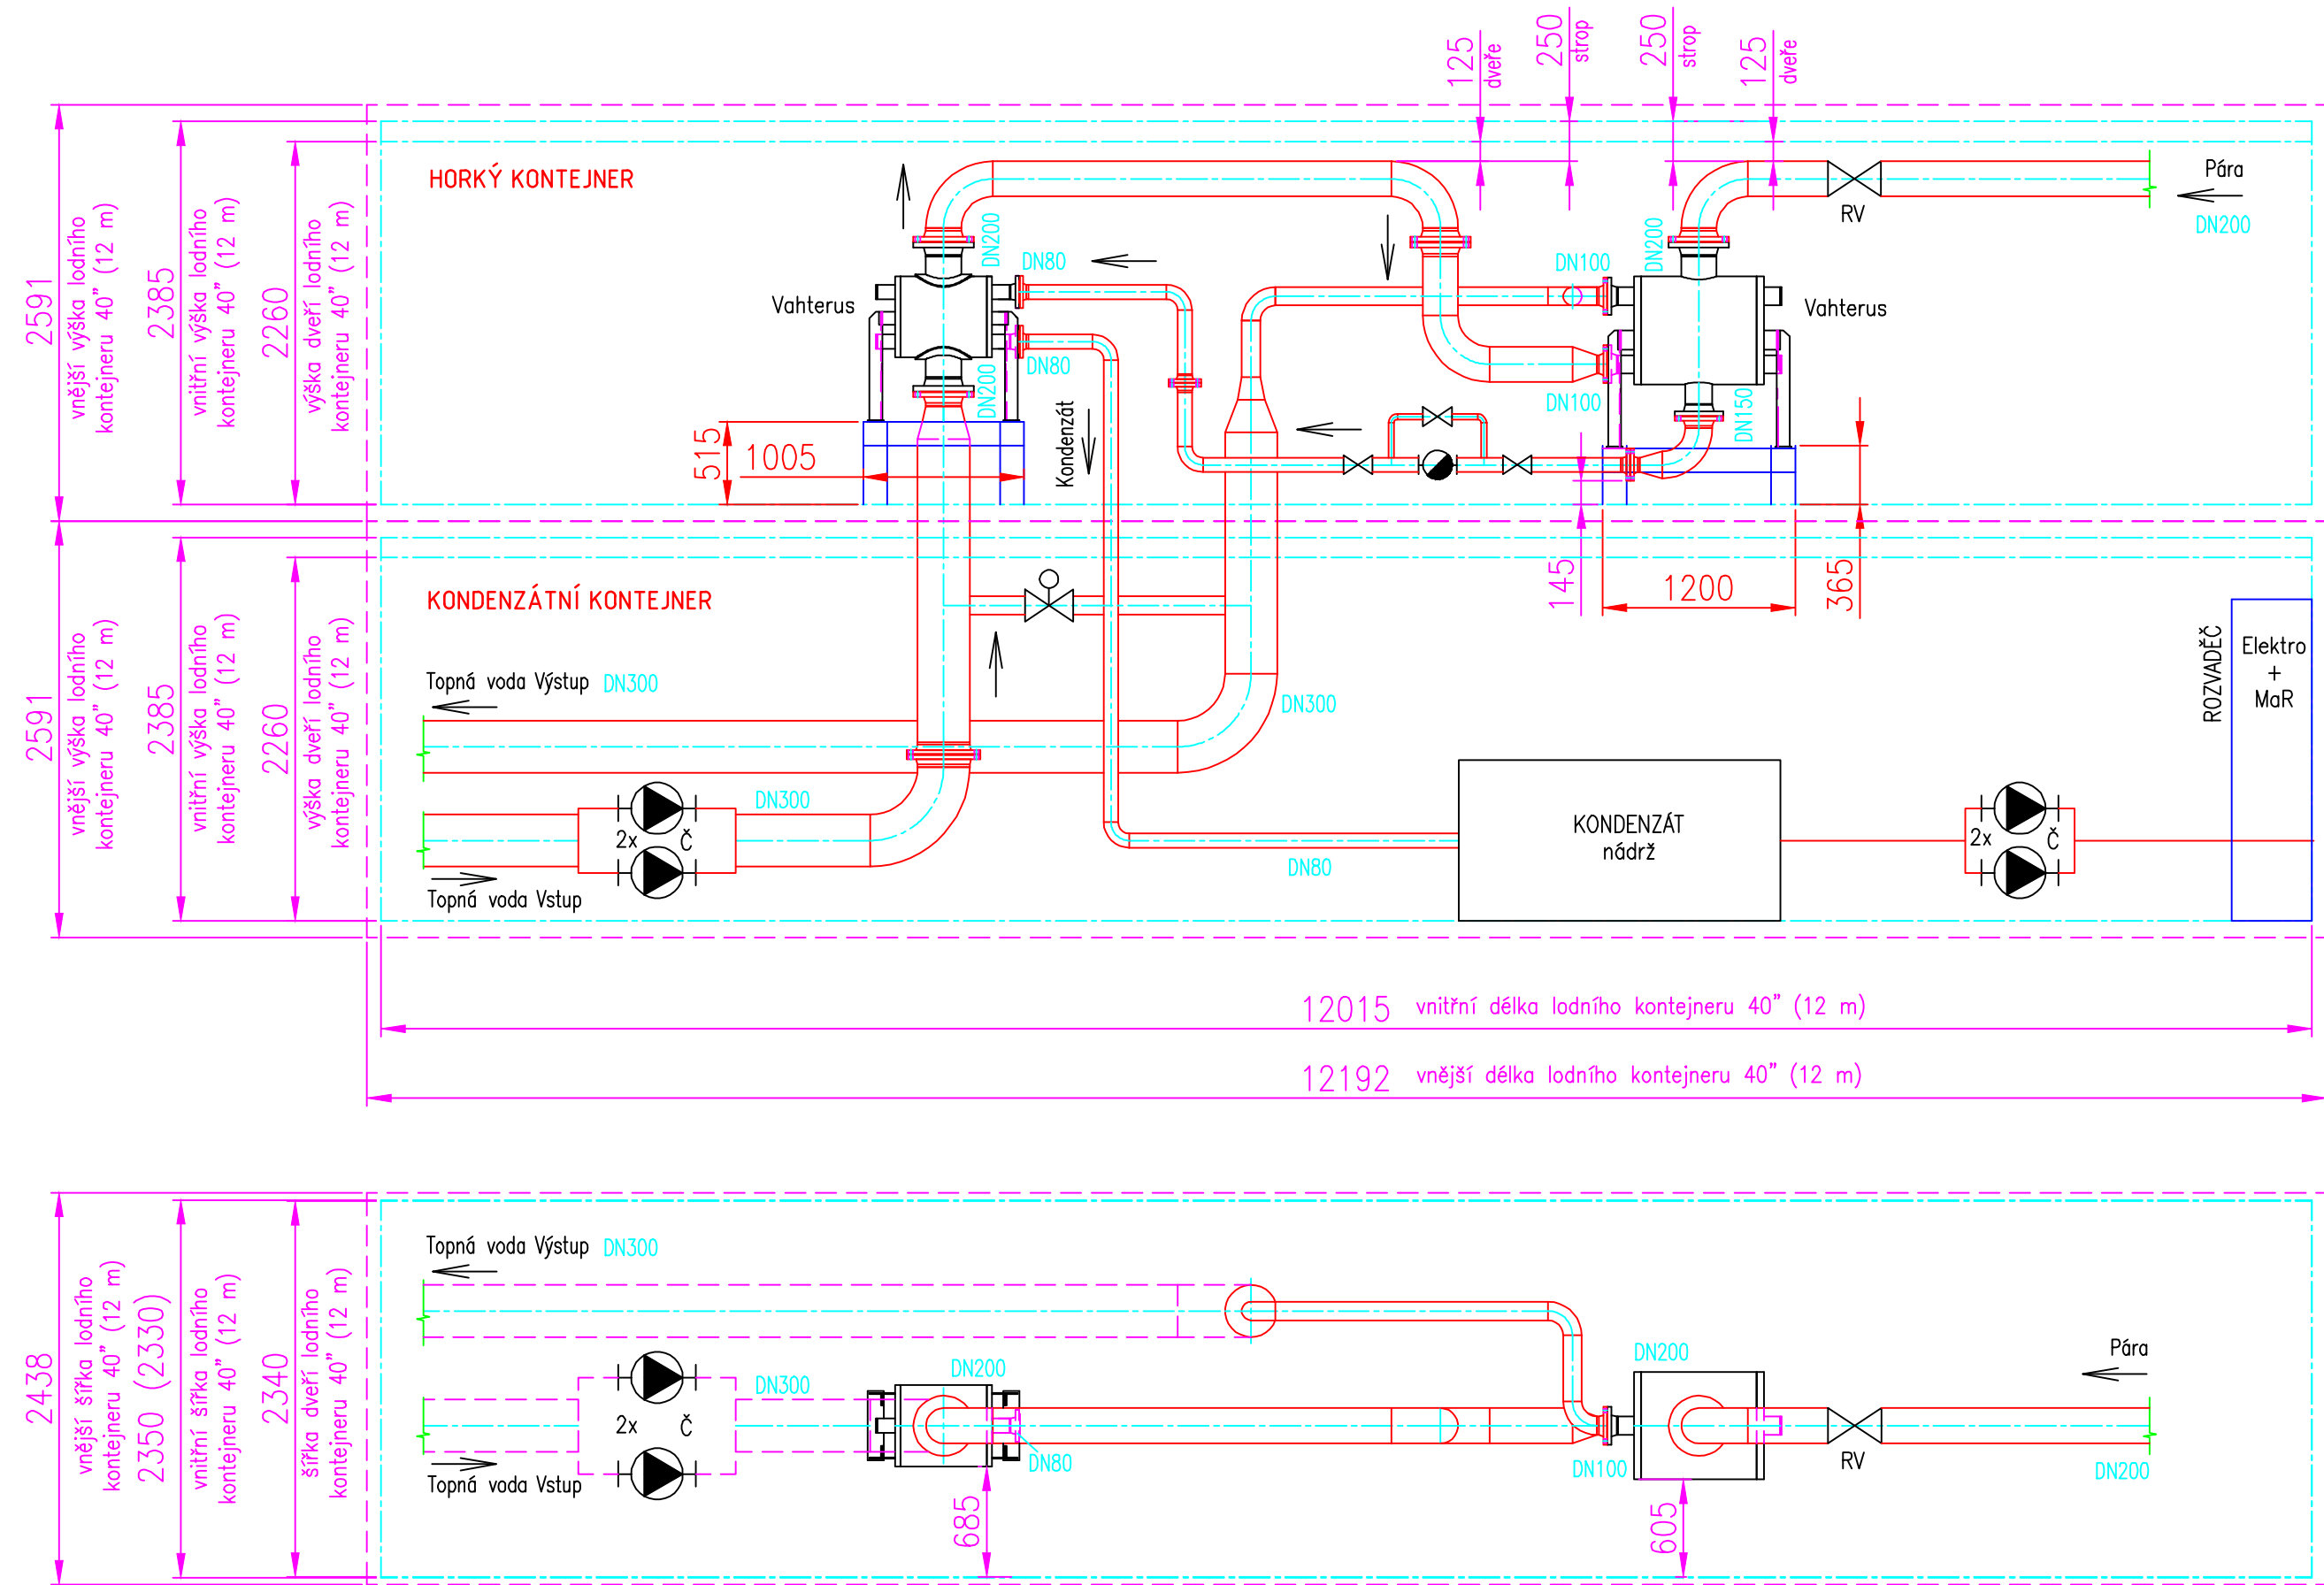 125
dveře
250
strop
250
strop
125
dveře
HORKÝ KONTEJNER
Pára
DN200
RV
2591
vnější výška lodního
kontejneru 40" (12 m)
2385
vnitřní výška lodního
kontejneru 40" (12 m)
2260
výška dveří lodního
kontejneru 40" (12 m)
Vahterus
DN200
DN80
DN80
DN200
DN100
DN200
Vahterus
DN100
DN150
Kondenzát
515
1005
145
1200
365
KONDENZÁTNÍ KONTEJNER
2591
vnější výška lodního
kontejneru 40" (12 m)
2385
vnitřní výška lodního
kontejneru 40" (12 m)
2260
výška dveří lodního
kontejneru 40" (12 m)
Topná voda Výstup DN300
DN300
ROZVADĚČ
Elektro
+
MaR
DN300
2x Č
Topná voda Vstup
KONDENZÁT
nádrž
DN80
2x Č
12015 vnitřní délka lodního kontejneru 40" (12 m)
12192 vnější délka lodního kontejneru 40" (12 m)
2438
vnější šířka lodního
kontejneru 40" (12 m)
2350 (2330)
vnitřní šířka lodního
kontejneru 40" (12 m)
2340
šířka dveří lodního
kontejneru 40" (12 m)
Topná voda Výstup DN300
DN300
2x Č
Topná voda Vstup
DN200
DN80
685
DN200
DN100
605
Pára
RV
DN200